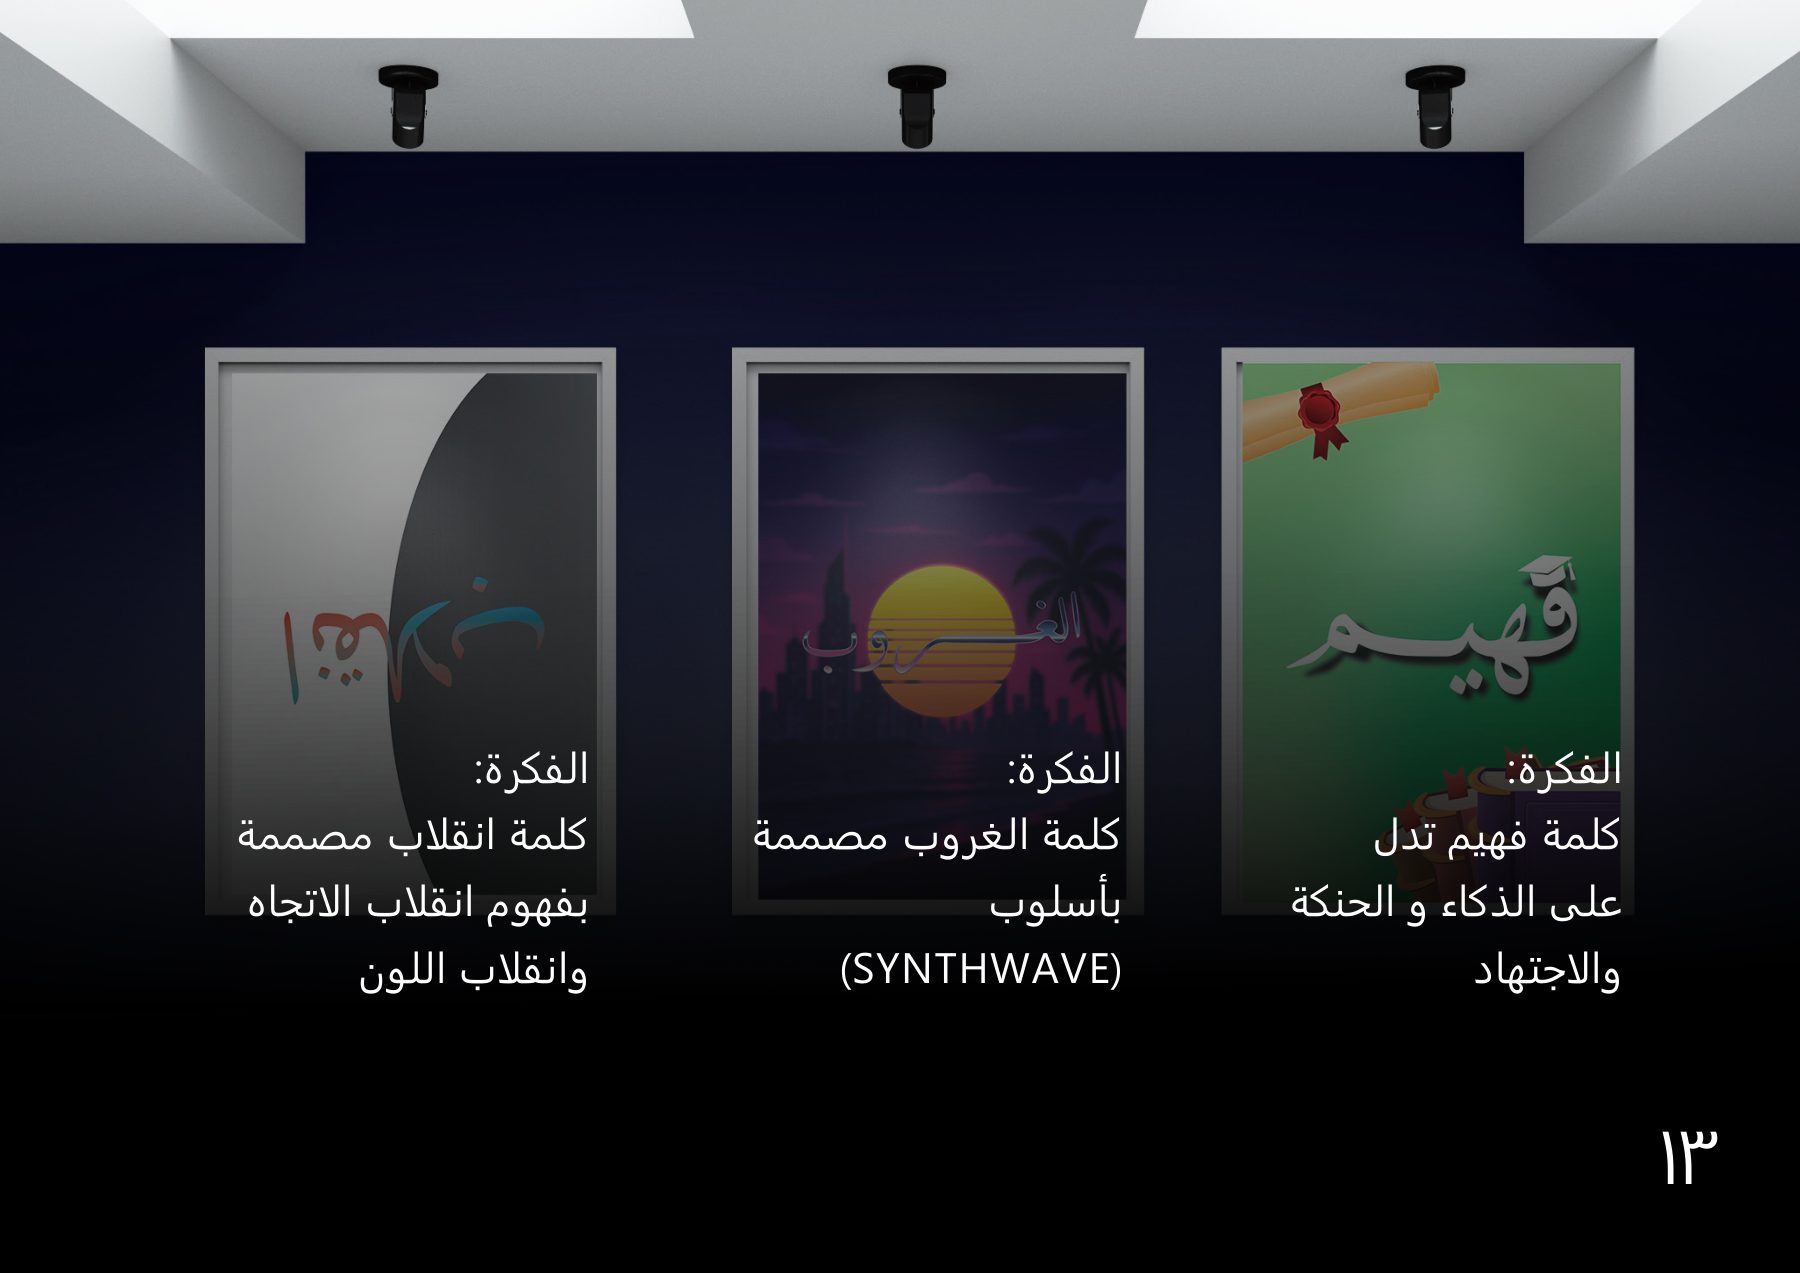 فهيم
الفكرة:
كلمة فهيم تدل
على الذكاء و الحنكة
والاجتهاد
الغروب
الفكرة:
كلمة الغروب مصممة
بأسلوب
(SYNTHWAVE)
انقلاب
الفكرة:
كلمة انقلاب مصممة
بفهوم انقلاب الاتجاه
وانقلاب اللون
١٣